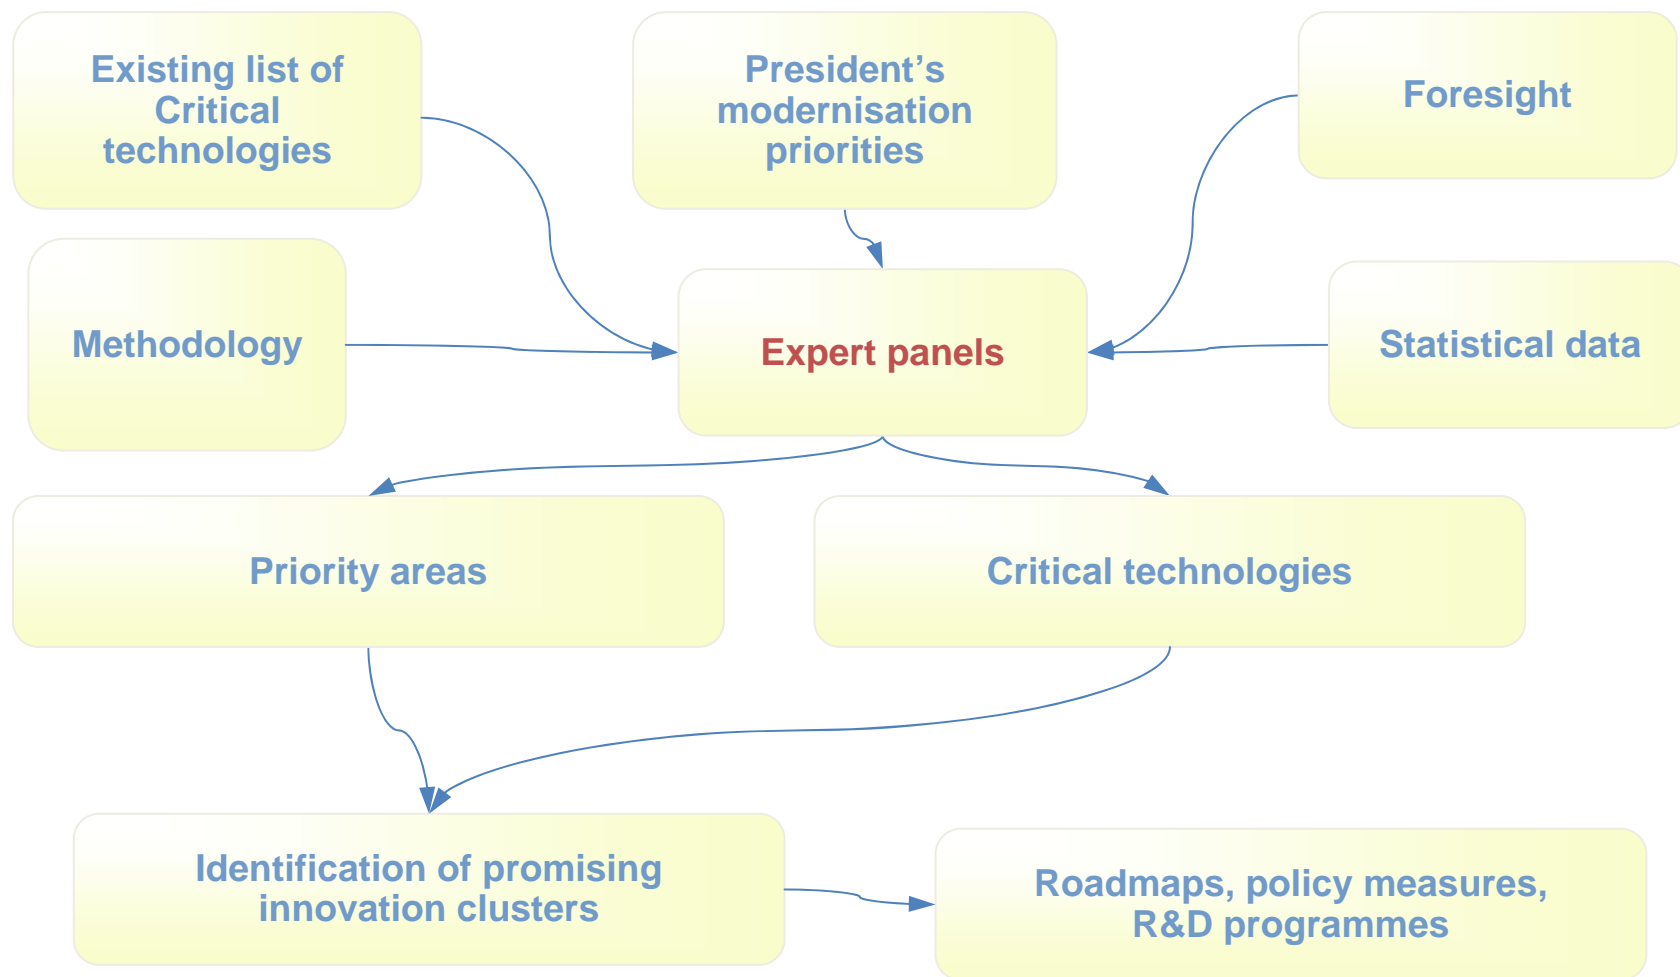 Existing list of
Critical
technologies
President’s
modernisation
priorities
Foresight
Methodology
Expert panels
Statistical data
Priority areas
Critical technologies
Identification of promising
innovation clusters
Roadmaps, policy measures,
R&D programmes